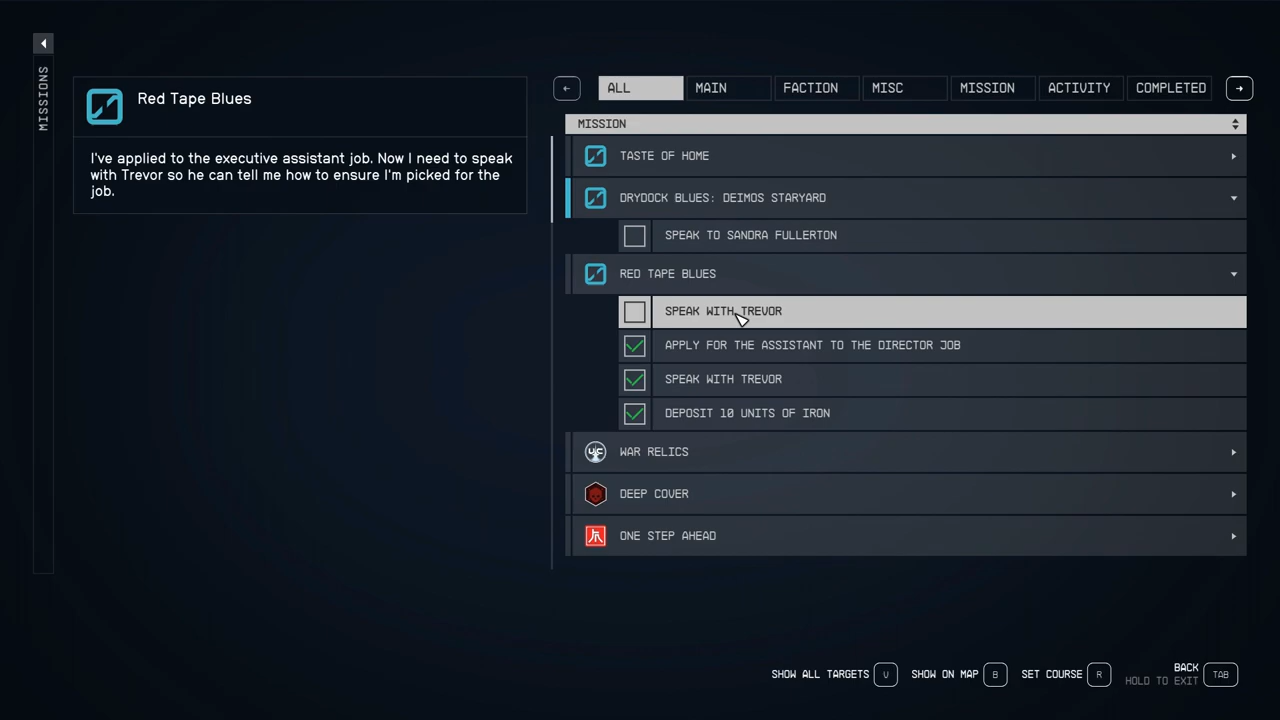 MISSIONS
Red Tape Blues
I've applied to the executive assistant job. Now I need to speak
with Trevor so he can tell me how to ensure I'm picked for the
job.
ALL
MAIN
FACTION
MISC
MISSION
ACTIVITY
COMPLETED
MISSION
TASTE OF HOME
DRYDOCK BLUES: DEIMOS STARYARD
SPEAK TO SANDRA FULLERTON
RED TAPE BLUES
SPEAK WITH TREVOR
APPLY FOR THE ASSISTANT TO THE DIRECTOR JOB
SPEAK WITH TREVOR
DEPOSIT 10 UNITS OF IRON
UC
WAR RELICS
DEEP COVER
ONE STEP AHEAD
SHOW ALL TARGETS V
SHOW ON MAP B
SET COURSE R
BACK
HOLD TO EXIT
TAB